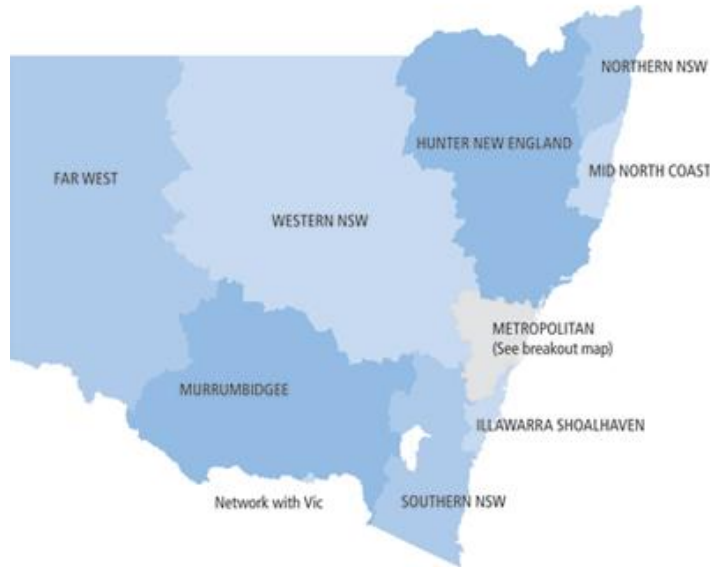 NORTHERN NSW
HUNTER NEW ENGLAND
MID NORTH COAST
FAR WEST
WESTERN NSW
METROPOLITAN
(See breakout map)
MURRUMBIDGEE
ILLAWARRA SHOALHAVEN
Network with Vic
SOUTHERN NSW